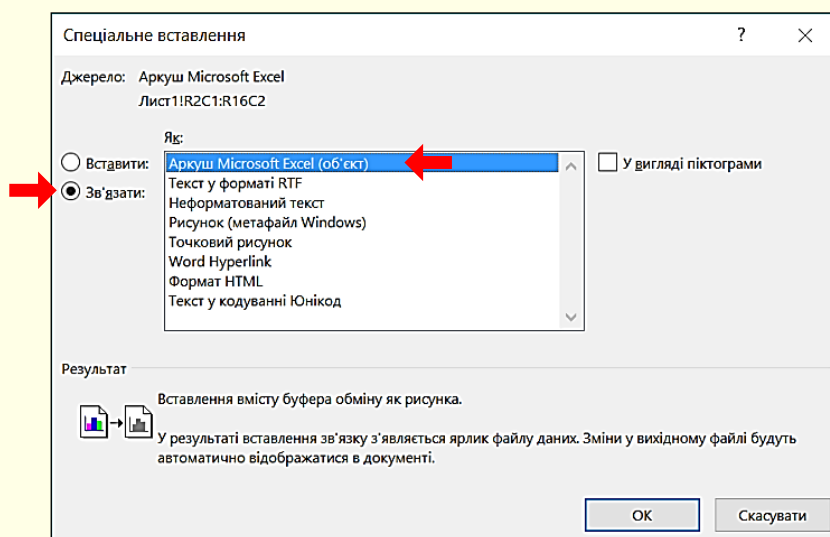 Спеціальне вставлення
?
Джерело: Аркуш Microsoft Excel
Лист1!R2C1:R16C2
Як:
Вставити:
Зв'язати:
Аркуш Microsoft Excel (об'єкт)
Текст у форматі RTF
Неформатований текст
Рисунок (метафайл Windows)
Точковий рисунок
Word Hyperlink
Формат HTML
Текст у кодуванні Юнікод
У вигляді піктограми
Результат
Вставлення вмісту буфера обміну як рисунка.
У результаті вставлення зв'язку з'являється ярлик файлу даних. Зміни у вихідному файлі будуть
автоматично відображатися в документі.
ОК
Скасувати